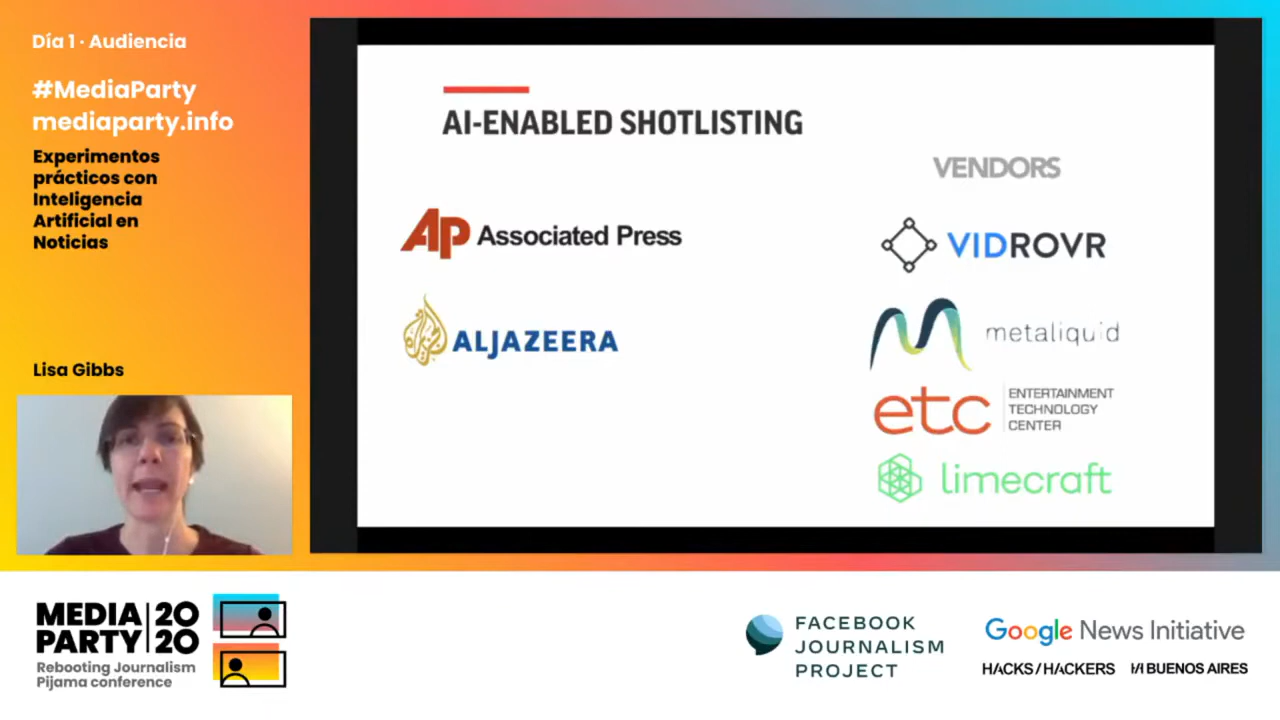 Día 1 · Audiencia
#MediaParty
mediaparty.info
Experimentos
prácticos con
Inteligencia
Artificial en
Noticias
Lisa Gibbs
AI-ENABLED SHOTLISTING
VENDORS
AP Associated Press
VIDROVR
ALJAZEERA
metaliquid
etc ENTERTAINMENT
TECHNOLOGY
CENTER
limecraft
MEDIA 20
PARTY 20
Rebooting Journalism
Pijama conference
FACEBOOK
JOURNALISM
PROJECT
Google News Initiative
HACKS/HACKERS H/H BUENOS AIRES